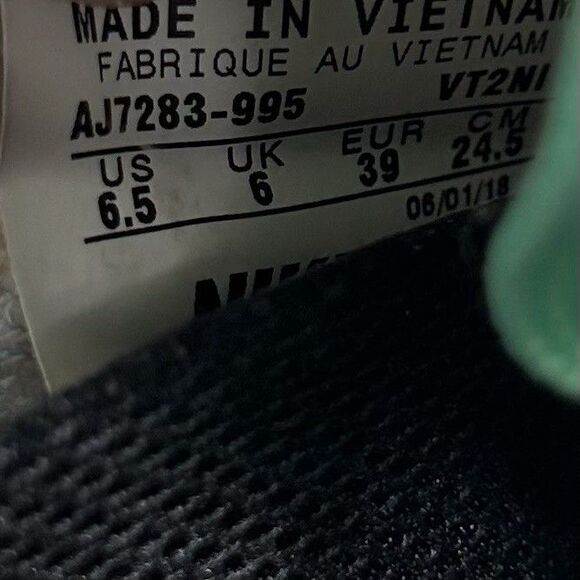 MADE IN VIETNAM
FABRIQUE AU VIETNAM
AJ7283-995 VT2NI
US UK EUR CM
6.5 6 39 24.5
06/01/18